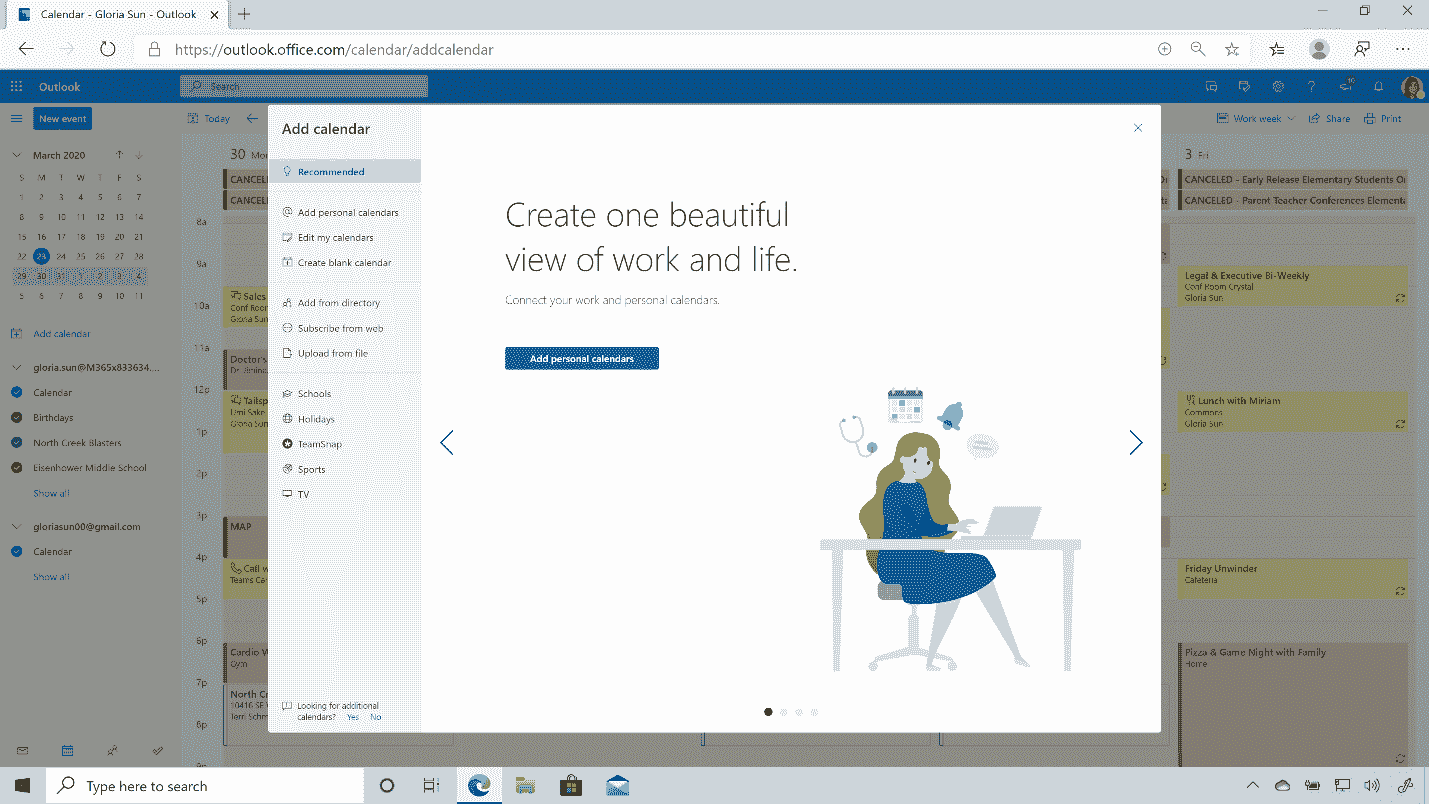 Calendar - Gloria Sun - Outlook
https://outlook.office.com/calendar/addcalendar
Outlook
Search
10
New event
Today
Work week
Share
Print
March 2020
S M T W T F S
1 2 3 4 5 6 7
8 9 10 11 12 13 14
15 16 17 18 19 20 21
22 23 24 25 26 27 28
29 30 31 1 2 3 4
5 6 7 8 9 10 11
Add calendar
gloria.sun@M365x833634....
Calendar
Birthdays
North Creek Blasters
Eisenhower Middle School
Show all
gloriasun00@gmail.com
Calendar
Show all
30 Mo
CANCEL
CANCEL
8a
9a
10a
11a
12p
1p
2p
3p
4p
5p
6p
7p
8p
9p
Sales
Conf Roo
Gloria Sun
Doctor's
Tailsp
Gloria Sun
MAP
Call w
Teams Ca
Cardio W
Gym
North C
10416 SE
Terri Schm
Add calendar
Recommended
Add personal calendars
Edit my calendars
Create blank calendar
Add from directory
Subscribe from web
Upload from file
Schools
Holidays
TeamSnap
Sports
TV
Looking for additional
calendars? Yes No
Create one beautiful
view of work and life.
Connect your work and personal calendars.
Add personal calendars
3 Fri
CANCELED - Early Release Elementary Students O
CANCELED - Parent Teacher Conferences Elementa
Legal & Executive Bi-Weekly
Conf Room Crystal
Gloria Sun
Lunch with Miriam
Commons
Gloria Sun
Friday Unwinder
Cafeteria
Pizza & Game Night with Family
Home
Type here to search